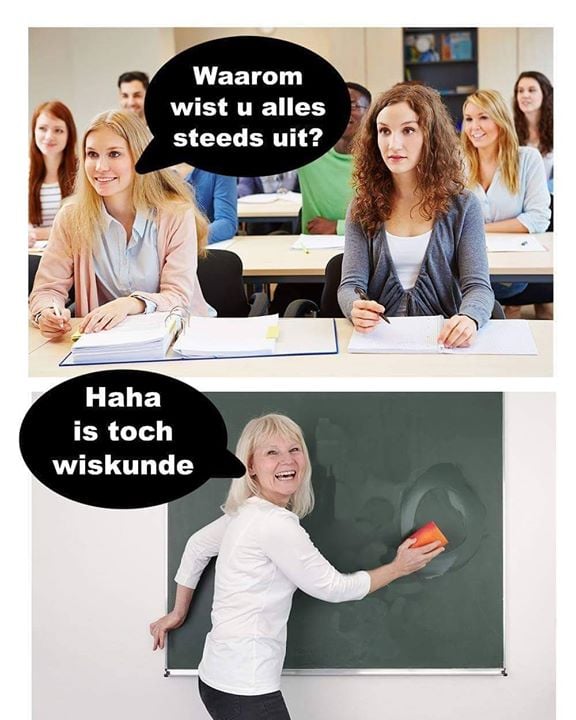 Waarom
wist u alles
steeds uit?
Haha
is toch
wiskunde